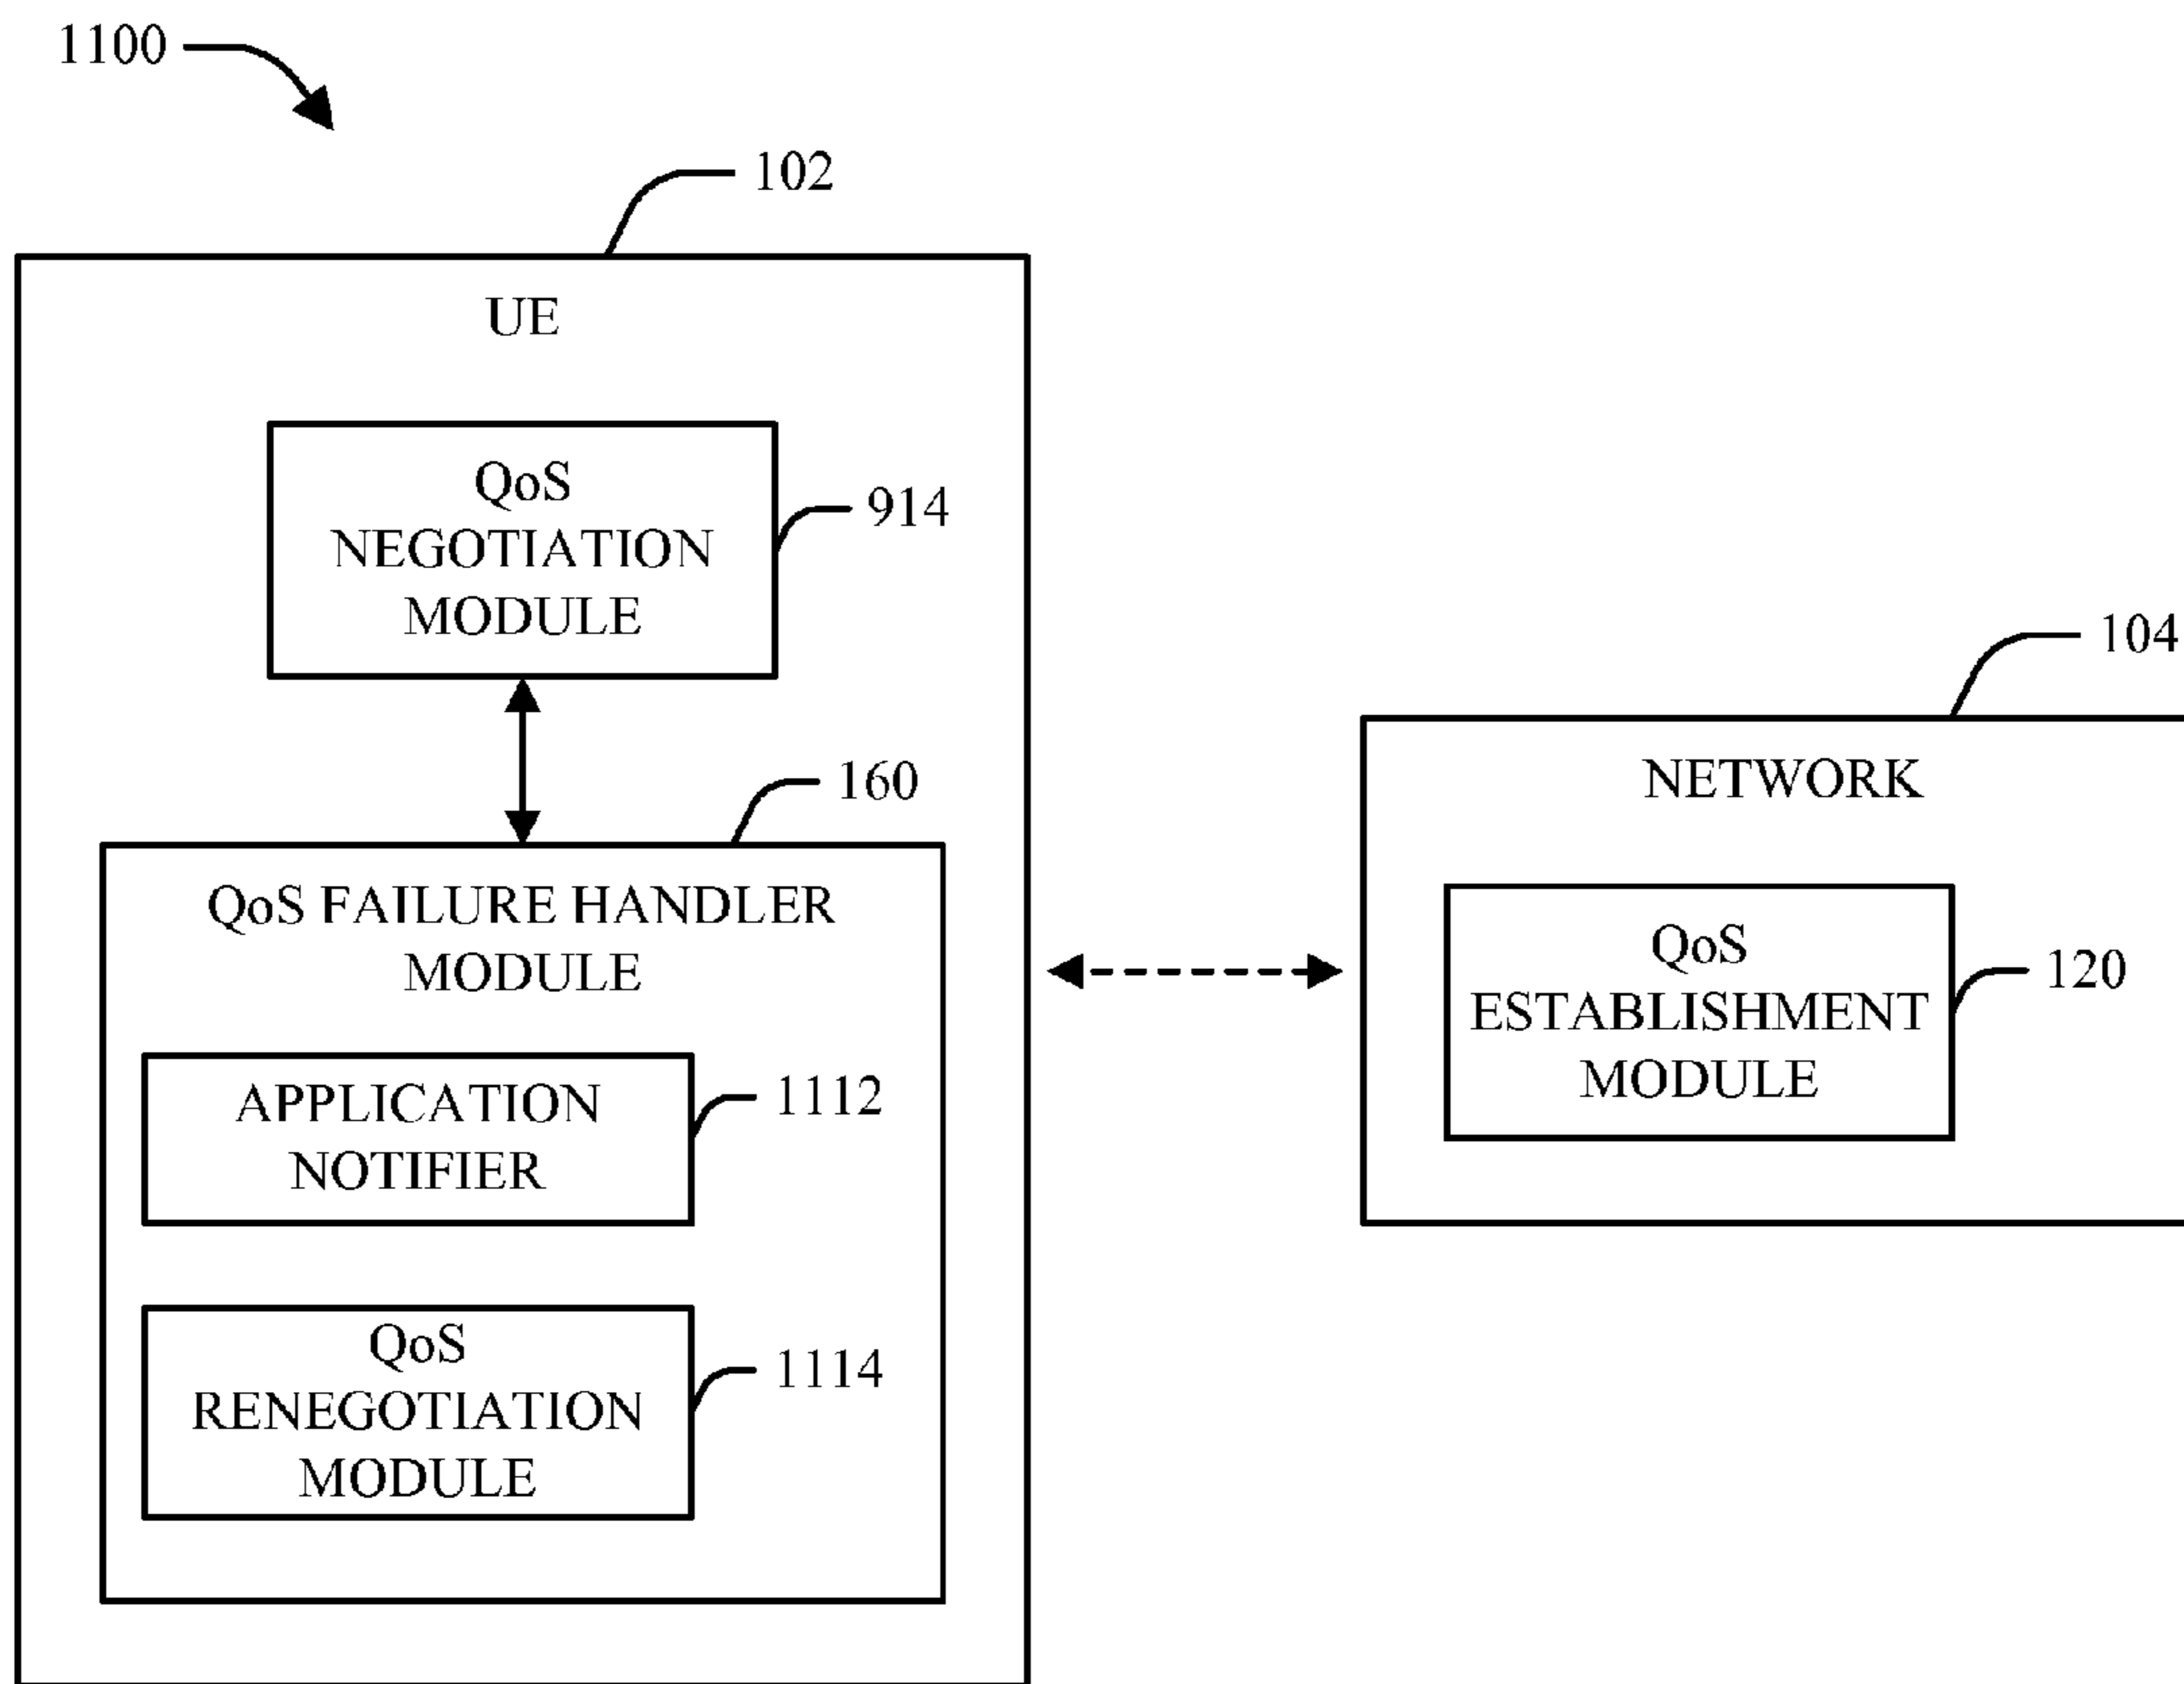 1100
102
UE
QoS
NEGOTIATION
MODULE
914
160
QoS FAILURE HANDLER
MODULE
APPLICATION
NOTIFIER
1112
QoS
RENEGOTIATION
MODULE
1114
104
NETWORK
QoS
ESTABLISHMENT
MODULE
120